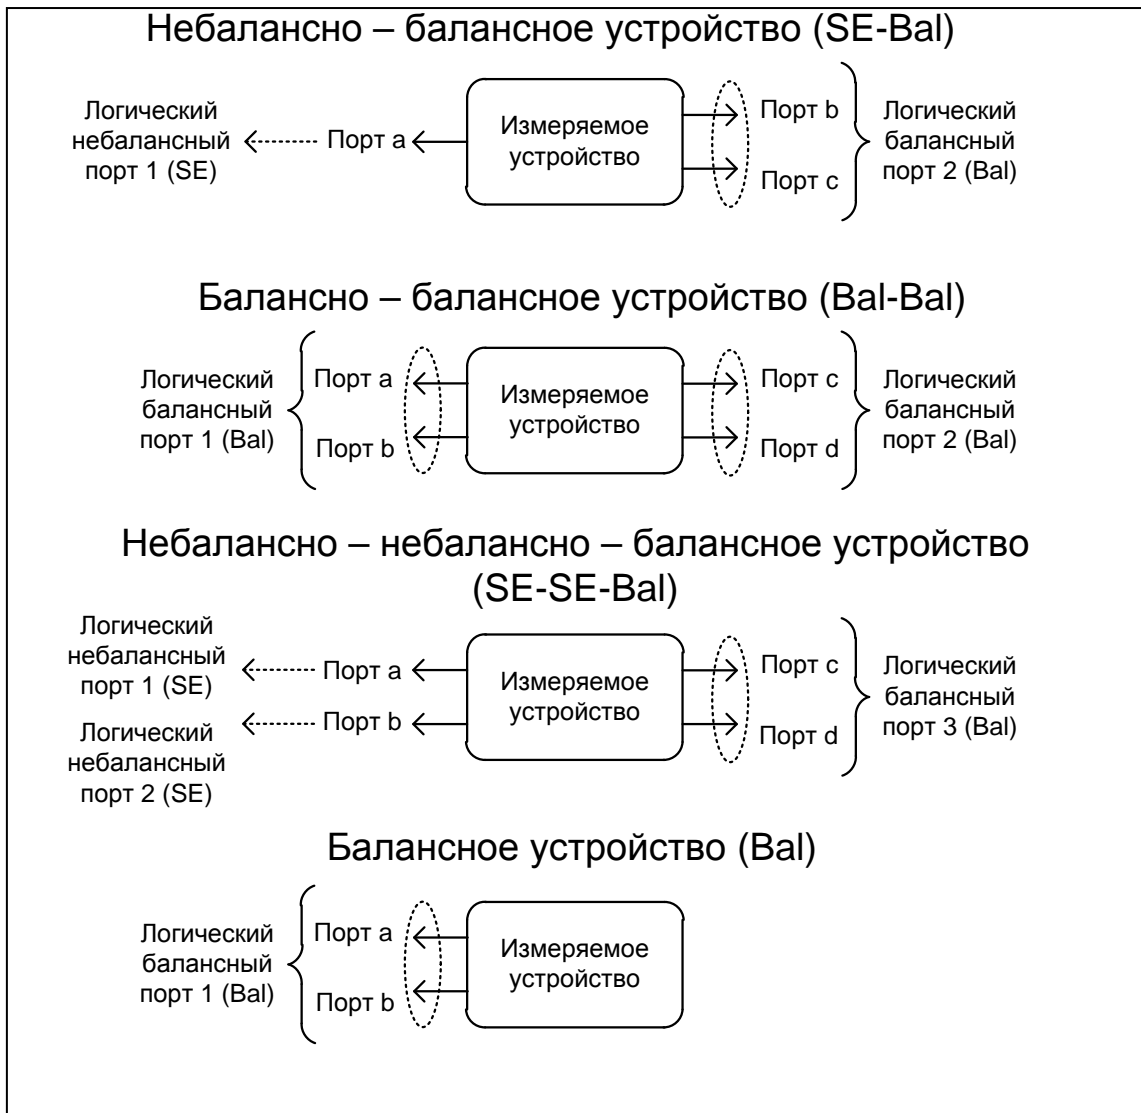 Небалансно – балансное устройство (SE-Bal)
Логический
небалансный
порт 1 (SE)
Порт a
Измеряемое
устройство
Порт b
Порт c
Логический
балансный
порт 2 (Bal)
Балансно – балансное устройство (Bal-Bal)
Логический
балансный
порт 1 (Bal)
Порт a
Порт b
Измеряемое
устройство
Порт c
Порт d
Логический
балансный
порт 2 (Bal)
Небалансно – небалансно – балансное устройство
(SE-SE-Bal)
Логический
небалансный
порт 1 (SE)
Логический
небалансный
порт 2 (SE)
Порт a
Порт b
Измеряемое
устройство
Порт c
Порт d
Логический
балансный
порт 3 (Bal)
Балансное устройство (Bal)
Логический
балансный
порт 1 (Bal)
Порт a
Порт b
Измеряемое
устройство